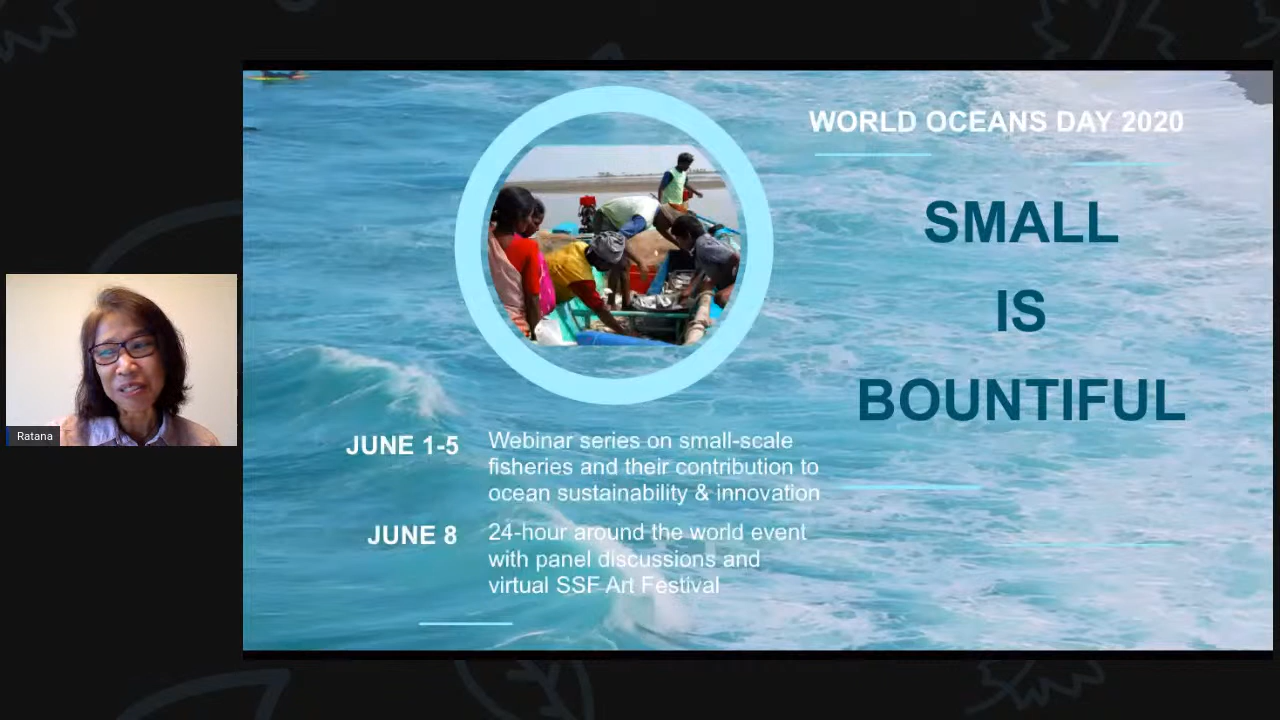 WORLD OCEANS DAY 2020
SMALL
IS
BOUNTIFUL
JUNE 1-5
Webinar series on small-scale
fisheries and their contribution to
ocean sustainability & innovation
JUNE 8
24-hour around the world event
with panel discussions and
virtual SSF Art Festival
Ratana